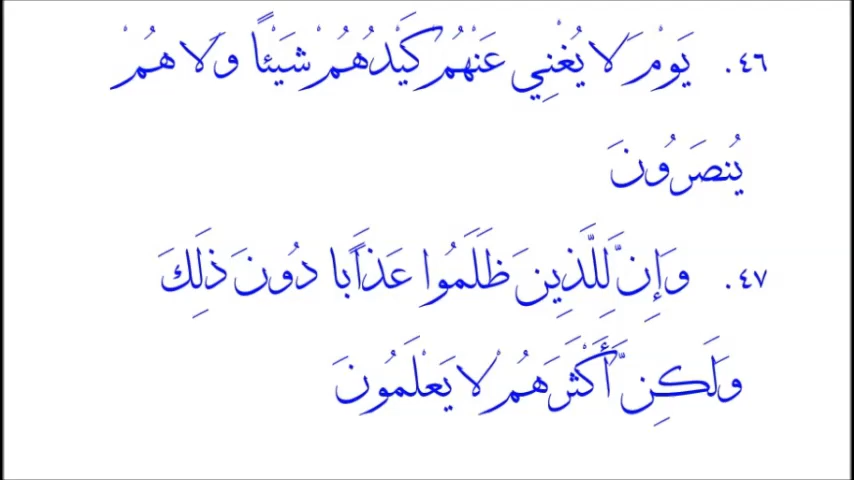 ٤٦. يَوْمَ لَا يُغْنِي عَنْهُمْ كَيْدُهُمْ شَيْئًا وَلَا هُمْ
يُنصَرُونَ
٤٧. وَإِنَّ لِلَّذِينَ ظَلَمُوا عَذَابًا دُونَ ذَلِكَ
وَلَكِنَّ أَكْثَرَهُمْ لَا يَعْلَمُونَ